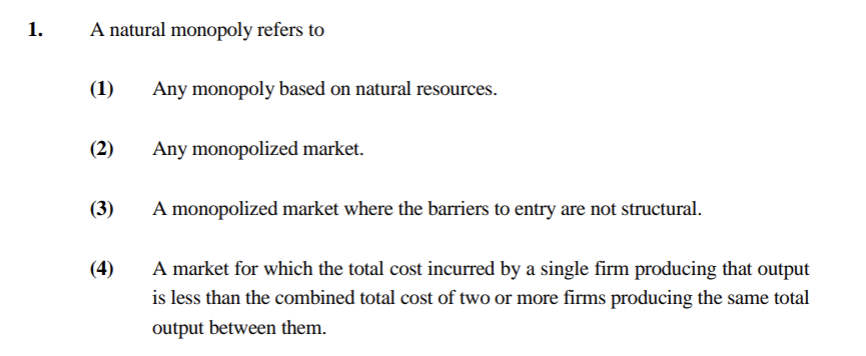 1. A natural monopoly refers to
(1) Any monopoly based on natural resources.
(2) Any monopolized market.
(3) A monopolized market where the barriers to entry are not structural.
(4) A market for which the total cost incurred by a single firm producing that output
is less than the combined total cost of two or more firms producing the same total
output between them.